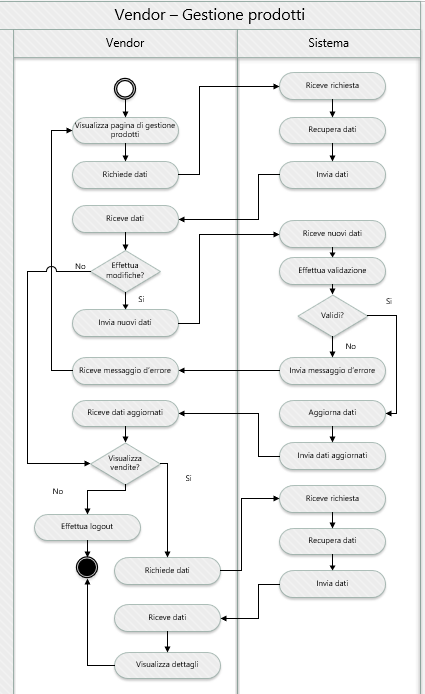 Vendor – Gestione prodotti
Vendor
Sistema
Visualizza pagina di gestione
prodotti
Richiede dati
Riceve richiesta
Recupera dati
Invia dati
Riceve dati
Effettua
modifiche?
No
Si
Invia nuovi dati
Riceve nuovi dati
Effettua validazione
Validi?
Si
No
Invia messaggio d'errore
Riceve messaggio d'errore
Aggiorna dati
Invia dati aggiornati
Riceve dati aggiornati
Visualizza
vendite?
No
Si
Effettua logout
Richiede dati
Riceve richiesta
Recupera dati
Invia dati
Riceve dati
Visualizza dettagli